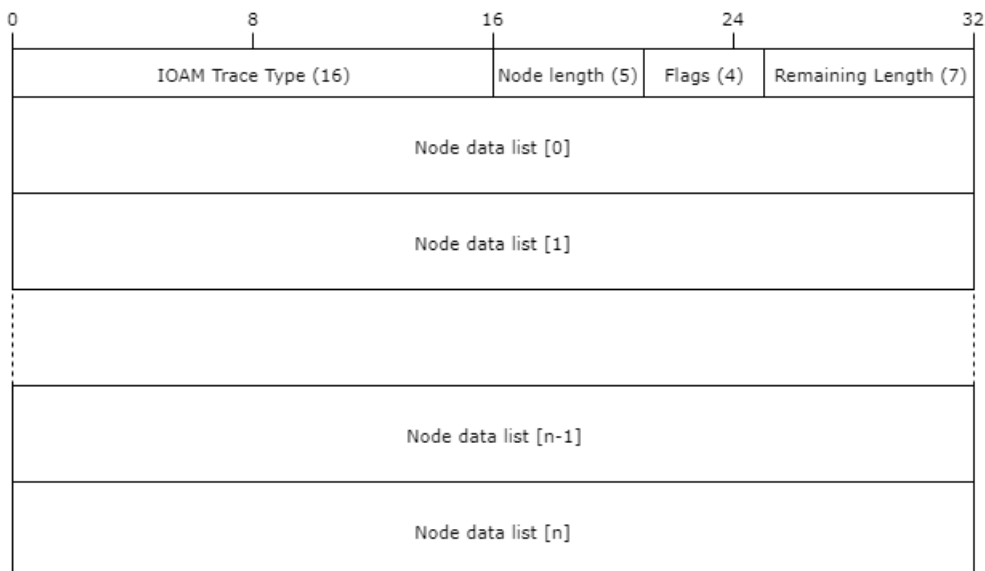 0 8 16 24 32
IOAM Trace Type (16) Node length (5) Flags (4) Remaining Length (7)
Node data list [0]
Node data list [1]
Node data list [n-1]
Node data list [n]